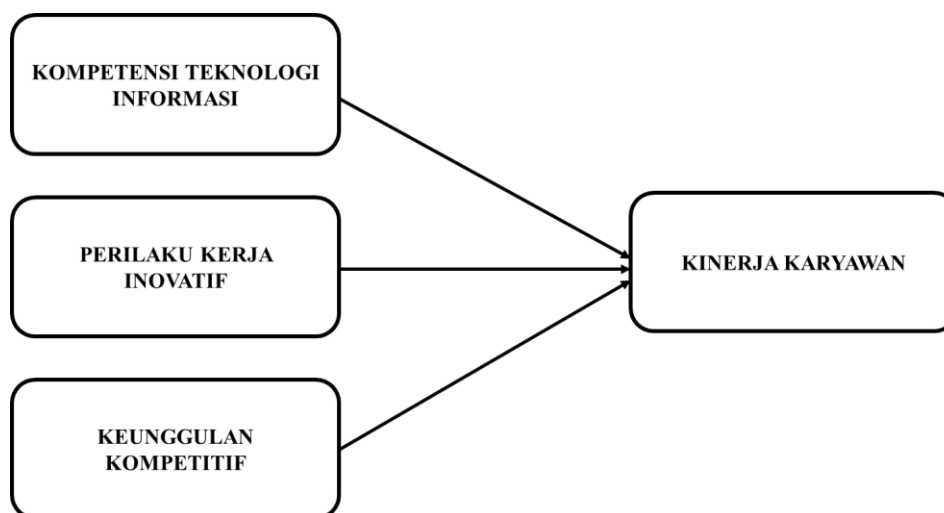 KOMPETENSI TEKNOLOGI
INFORMASI
PERILAKU KERJA
INOVATIF
KINERJA KARYAWAN
KEUNGGULAN
KOMPETITIF